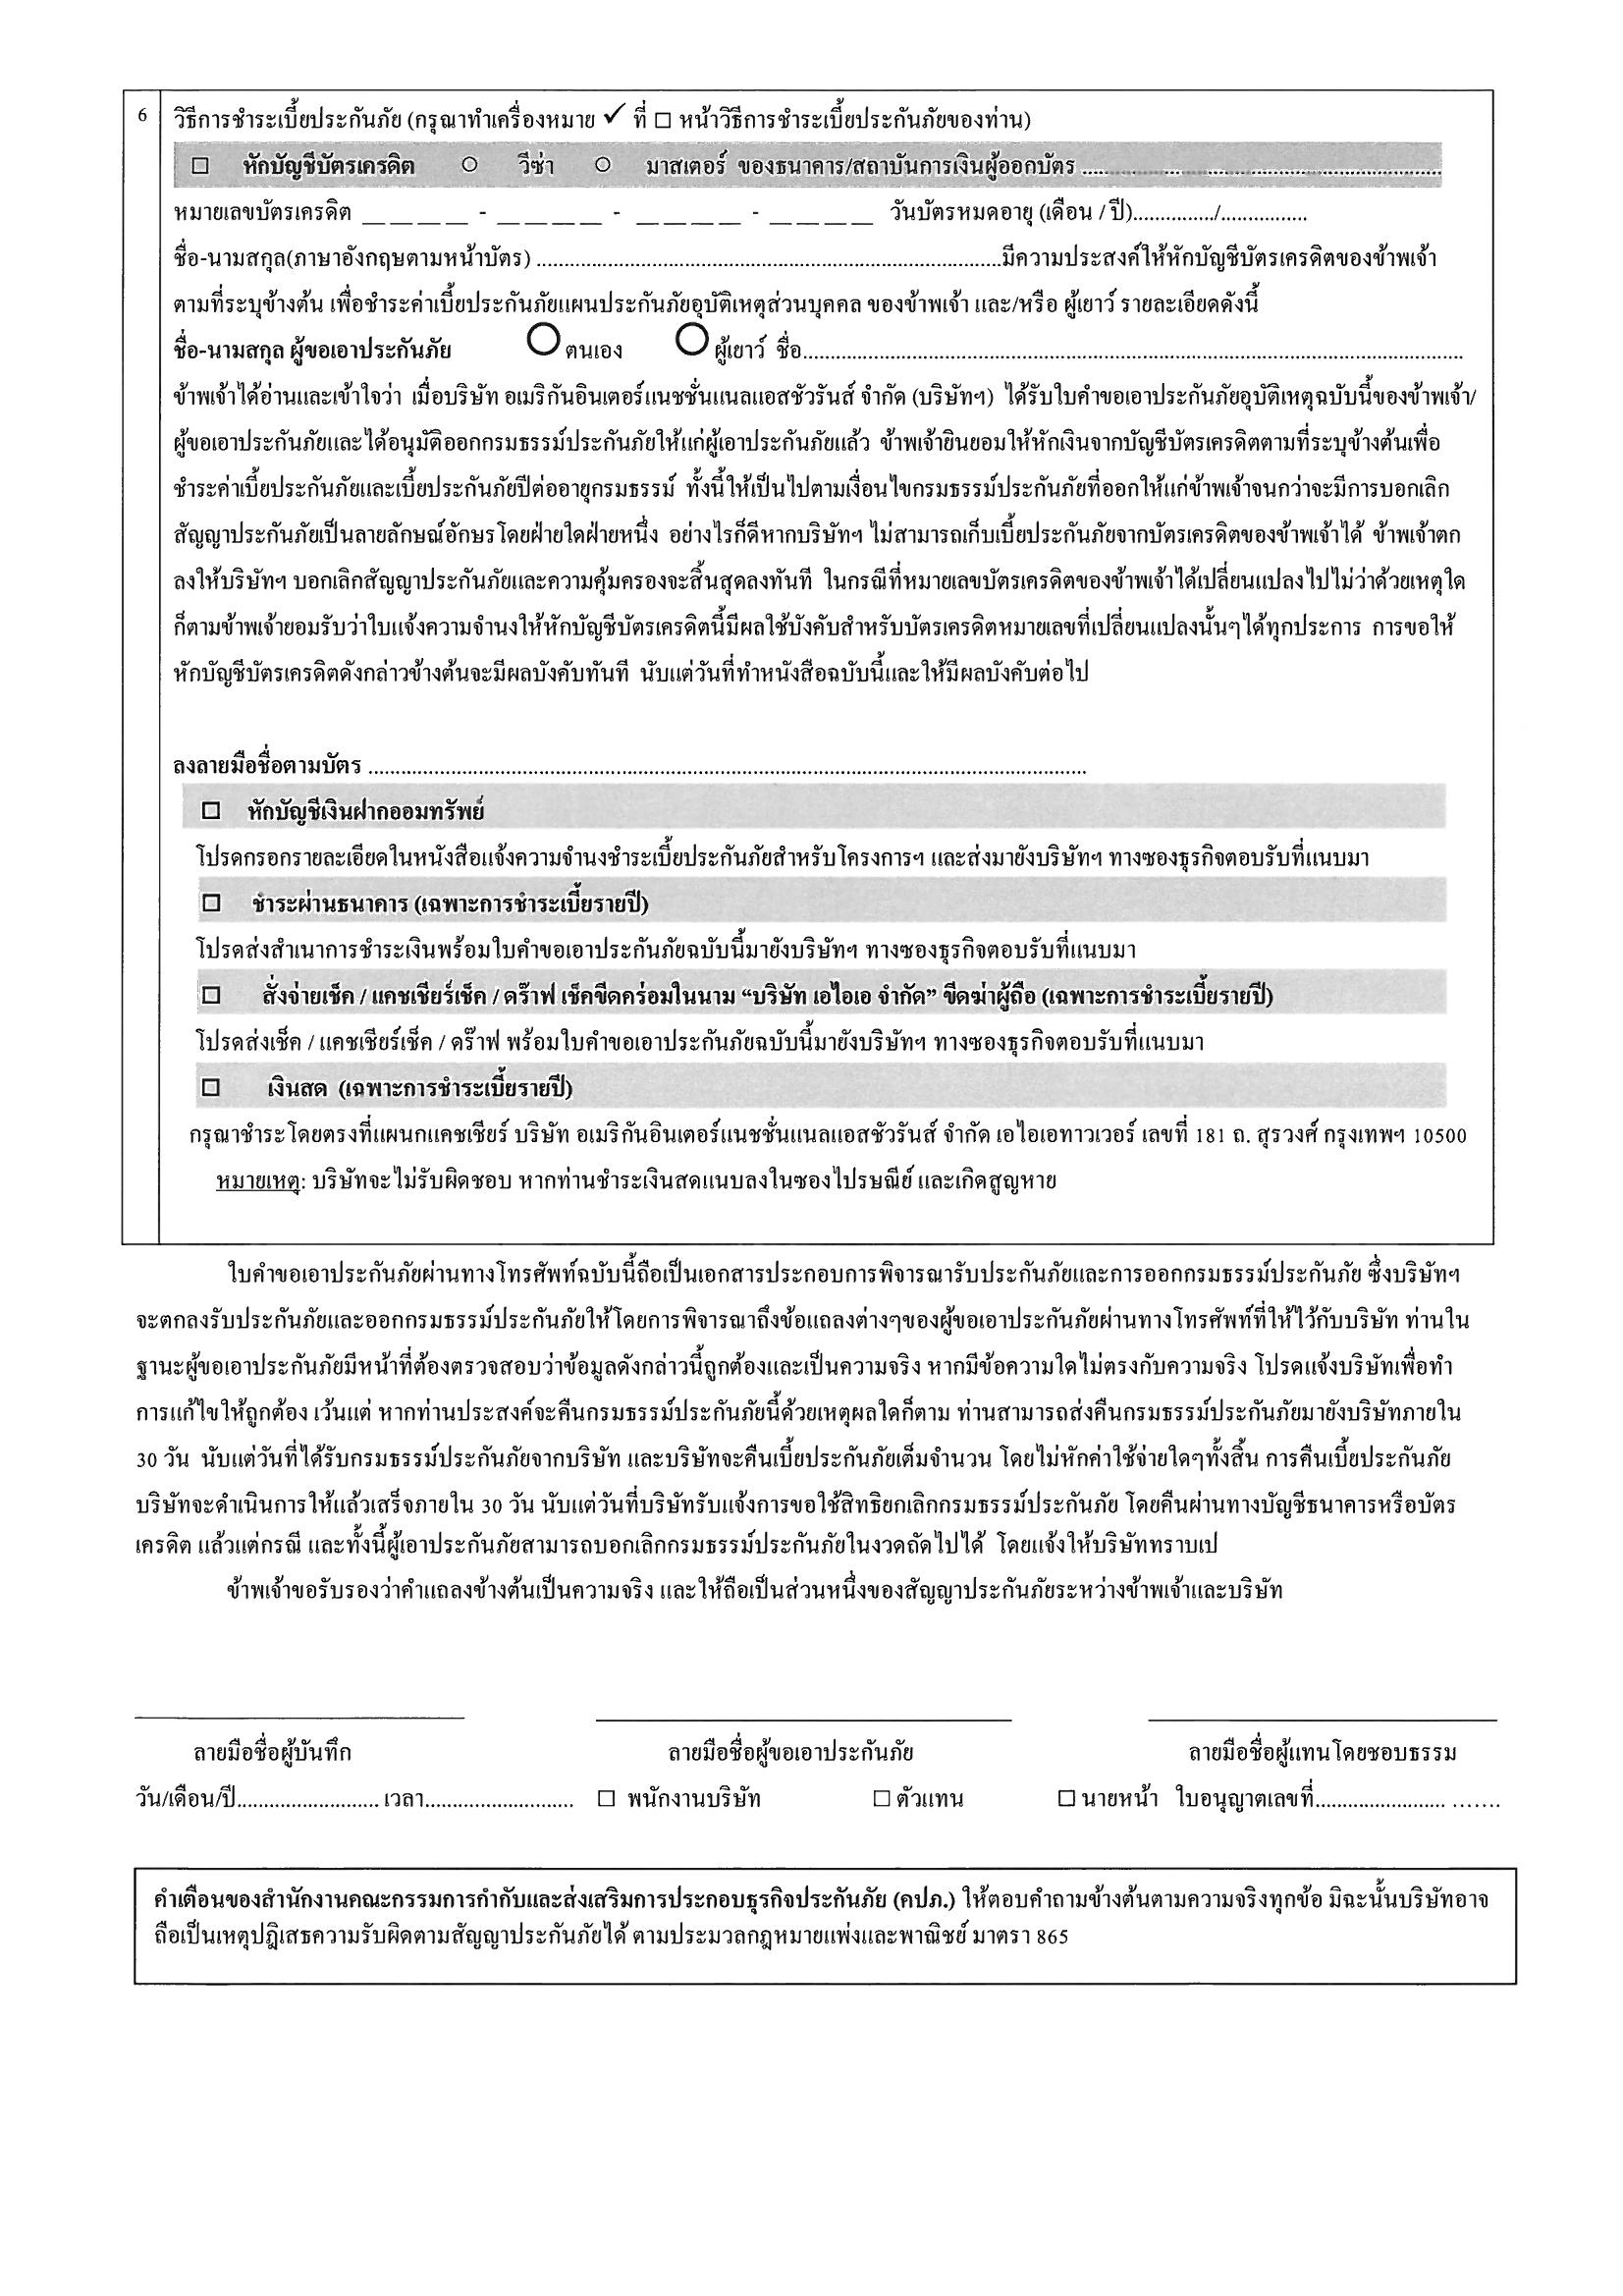 6 วิธีการชำระเบี้ยประกันภัย (กรุณาทำเครื่องหมาย ✓ ที่ □ หน้าวิธีการชำระเบี้ยประกันภัยของท่าน)
□ หักบัญชีบัตรเครดิต ○ วีซ่า ○ มาสเตอร์ ของธนาคาร/สถาบันการเงินผู้ออกบัตร ..............................................................
หมายเลขบัตรเครดิต _ _ _ _ - _ _ _ _ - _ _ _ _ - _ _ _ _ วันบัตรหมดอายุ (เดือน / ปี).............../................
ชื่อ-นามสกุล(ภาษาอังกฤษตามหน้าบัตร) ..................................................................................มีความประสงค์ให้หักบัญชีบัตรเครดิตของข้าพเจ้า
ตามที่ระบุข้างต้น เพื่อชำระค่าเบี้ยประกันภัยแผนประกันภัยอุบัติเหตุส่วนบุคคล ของข้าพเจ้า และ/หรือ ผู้เยาว์ รายละเอียดดังนี้
ชื่อ-นามสกุล ผู้ขอเอาประกันภัย ○ ตนเอง ○ ผู้เยาว์ ชื่อ....................................................................................................................
ข้าพเจ้าได้อ่านและเข้าใจว่า เมื่อบริษัท อเมริกันอินเตอร์แนชชั่นแนลแอสชัวรันส์ จำกัด (บริษัทฯ) ได้รับใบคำขอเอาประกันภัยอุบัติเหตุฉบับนี้ของข้าพเจ้า/
ผู้ขอเอาประกันภัยและได้อนุมัติออกกรมธรรม์ประกันภัยให้แก่ผู้เอาประกันภัยแล้ว ข้าพเจ้ายินยอมให้หักเงินจากบัญชีบัตรเครดิตตามที่ระบุข้างต้นเพื่อ
ชำระค่าเบี้ยประกันภัยและเบี้ยประกันภัยปีต่ออายุกรมธรรม์ ทั้งนี้ให้เป็นไปตามเงื่อนไขกรมธรรม์ประกันภัยที่ออกให้แก่ข้าพเจ้าจนกว่าจะมีการบอกเลิก
สัญญาประกันภัยเป็นลายลักษณ์อักษรโดยฝ่ายใดฝ่ายหนึ่ง อย่างไรก็ดีหากบริษัทฯ ไม่สามารถเก็บเบี้ยประกันภัยจากบัตรเครดิตของข้าพเจ้าได้ ข้าพเจ้าตก
ลงให้บริษัทฯ บอกเลิกสัญญาประกันภัยและความคุ้มครองจะสิ้นสุดลงทันที ในกรณีที่หมายเลขบัตรเครดิตของข้าพเจ้าได้เปลี่ยนแปลงไปไม่ว่าด้วยเหตุใด
ก็ตามข้าพเจ้ายอมรับว่าใบแจ้งความจำนงให้หักบัญชีบัตรเครดิตนี้มีผลใช้บังคับสำหรับบัตรเครดิตหมายเลขที่เปลี่ยนแปลงนั้นๆได้ทุกประการ การขอให้
หักบัญชีบัตรเครดิตดังกล่าวข้างต้นจะมีผลบังคับทันที นับแต่วันที่ทำหนังสือฉบับนี้และให้มีผลบังคับต่อไป
ลงลายมือชื่อตามบัตร ...............................................................................................................................
□ หักบัญชีเงินฝากออมทรัพย์
โปรดกรอกรายละเอียดในหนังสือแจ้งความจำนงชำระเบี้ยประกันภัยสำหรับโครงการฯ และส่งมายังบริษัทฯ ทางซองธุรกิจตอบรับที่แนบมา
□ ชำระผ่านธนาคาร (เฉพาะการชำระเบี้ยรายปี)
โปรดส่งสำเนาการชำระเงินพร้อมใบคำขอเอาประกันภัยฉบับนี้มายังบริษัทฯ ทางซองธุรกิจตอบรับที่แนบมา
□ สั่งจ่ายเช็ค / แคชเชียร์เช็ค / ดร๊าฟ เช็คขีดคร่อมในนาม “บริษัท เอไอเอ จำกัด” ขีดฆ่าผู้ถือ (เฉพาะการชำระเบี้ยรายปี)
โปรดส่งเช็ค / แคชเชียร์เช็ค / ดร๊าฟ พร้อมใบคำขอเอาประกันภัยฉบับนี้มายังบริษัทฯ ทางซองธุรกิจตอบรับที่แนบมา
□ เงินสด (เฉพาะการชำระเบี้ยรายปี)
กรุณาชำระโดยตรงที่แผนกแคชเชียร์ บริษัท อเมริกันอินเตอร์แนชชั่นแนลแอสชัวรันส์ จำกัด เอไอเอทาวเวอร์ เลขที่ 181 ถ. สุรวงศ์ กรุงเทพฯ 10500
หมายเหตุ: บริษัทจะไม่รับผิดชอบ หากท่านชำระเงินสดแนบลงในซองไปรษณีย์ และเกิดสูญหาย
ใบคำขอเอาประกันภัยผ่านทางโทรศัพท์ฉบับนี้ถือเป็นเอกสารประกอบการพิจารณารับประกันภัยและการออกกรมธรรม์ประกันภัย ซึ่งบริษัทฯ
จะตกลงรับประกันภัยและออกกรมธรรม์ประกันภัยให้โดยการพิจารณาถึงข้อแถลงต่างๆของผู้ขอเอาประกันภัยผ่านทางโทรศัพท์ที่ให้ไว้กับบริษัท ท่านใน
ฐานะผู้ขอเอาประกันภัยมีหน้าที่ต้องตรวจสอบว่าข้อมูลดังกล่าวนี้ถูกต้องและเป็นความจริง หากมีข้อความใดไม่ตรงกับความจริง โปรดแจ้งบริษัทเพื่อทำ
การแก้ไขให้ถูกต้อง เว้นแต่ หากท่านประสงค์จะคืนกรมธรรม์ประกันภัยนี้ด้วยเหตุผลใดก็ตาม ท่านสามารถส่งคืนกรมธรรม์ประกันภัยมายังบริษัทภายใน
30 วัน นับแต่วันที่ได้รับกรมธรรม์ประกันภัยจากบริษัท และบริษัทจะคืนเบี้ยประกันภัยเต็มจำนวน โดยไม่หักค่าใช้จ่ายใดๆทั้งสิ้น การคืนเบี้ยประกันภัย
บริษัทจะดำเนินการให้แล้วเสร็จภายใน 30 วัน นับแต่วันที่บริษัทรับแจ้งการขอใช้สิทธิยกเลิกกรมธรรม์ประกันภัย โดยคืนผ่านทางบัญชีธนาคารหรือบัตร
เครดิต แล้วแต่กรณี และทั้งนี้ผู้เอาประกันภัยสามารถบอกเลิกกรมธรรม์ประกันภัยในงวดถัดไปได้ โดยแจ้งให้บริษัททราบเป
ข้าพเจ้าขอรับรองว่าคำแถลงข้างต้นเป็นความจริง และให้ถือเป็นส่วนหนึ่งของสัญญาประกันภัยระหว่างข้าพเจ้าและบริษัท
ลายมือชื่อผู้บันทึก ลายมือชื่อผู้ขอเอาประกันภัย ลายมือชื่อผู้แทนโดยชอบธรรม
วัน/เดือน/ปี......................... เวลา.......................... □ พนักงานบริษัท □ ตัวแทน □ นายหน้า ใบอนุญาตเลขที่....................... .......
คำเตือนของสำนักงานคณะกรรมการกำกับและส่งเสริมการประกอบธุรกิจประกันภัย (คปภ.) ให้ตอบคำถามข้างต้นตามความจริงทุกข้อ มิฉะนั้นบริษัทอาจ
ถือเป็นเหตุปฏิเสธความรับผิดตามสัญญาประกันภัยได้ ตามประมวลกฎหมายแพ่งและพาณิชย์ มาตรา 865